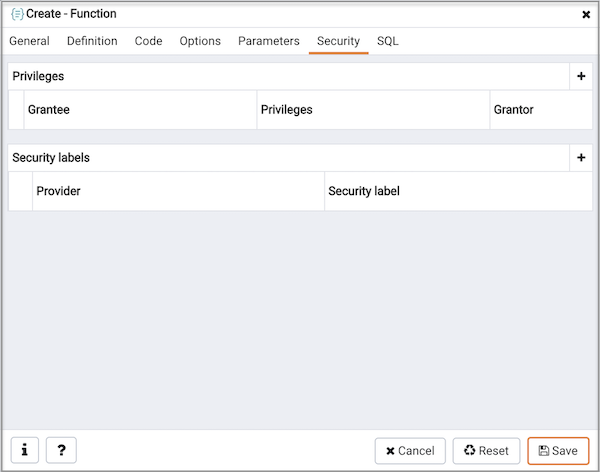 Create - Function
General Definition Code Options Parameters Security SQL
Privileges
Grantee Privileges Grantor
Security labels
Provider Security label
i ? Cancel Reset Save